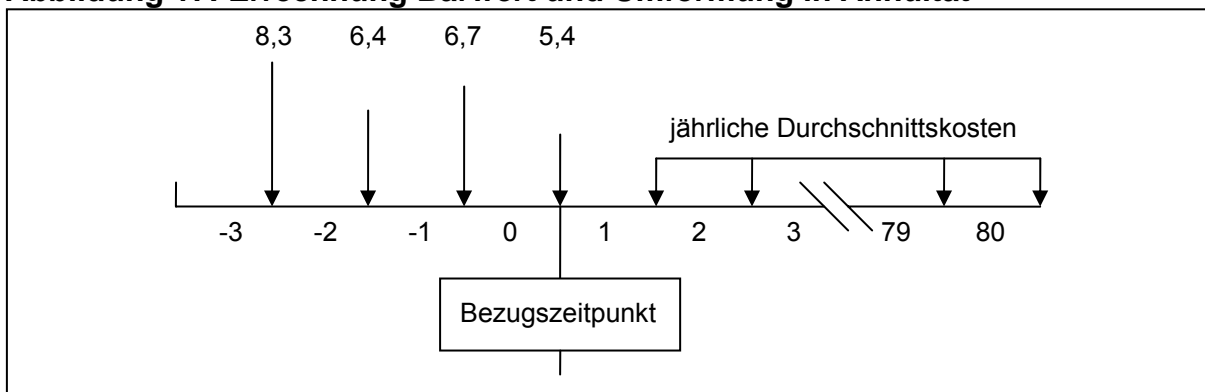 Abbildung 17: Errechnung Barwert und Umformung in Annuität
8,3 6,4 6,7 5,4
jährliche Durchschnittskosten
-3 -2 -1 0 1 2 3 79 80
Bezugszeitpunkt